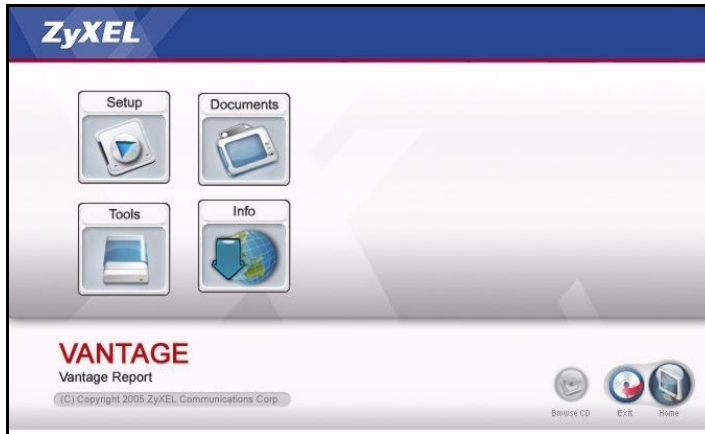 ZyXEL
Setup
Documents
Tools
Info
VANTAGE
Vantage Report
(C) Copyright 2005 ZyXEL Communications Corp.
Browse CD
Exit
Home